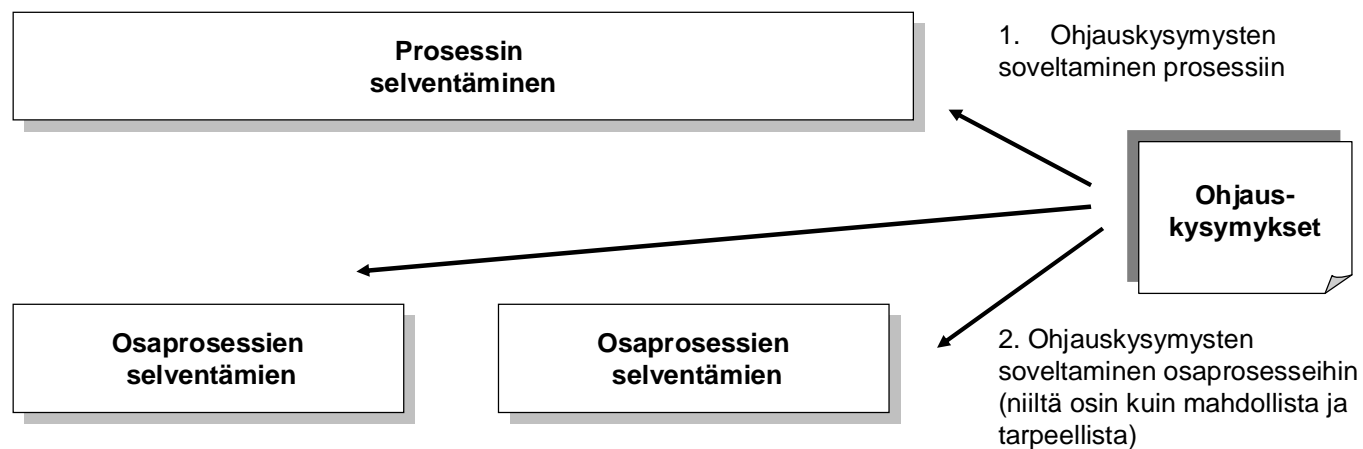 Prosessin
selventäminen
1. Ohjauskysymysten
soveltaminen prosessiin
Ohjaus-
kysymykset
Osaprosessien
selventämien
Osaprosessien
selventämien
2. Ohjauskysymysten
soveltaminen osaprosesseihin
(niiltä osin kuin mahdollista ja
tarpeellista)